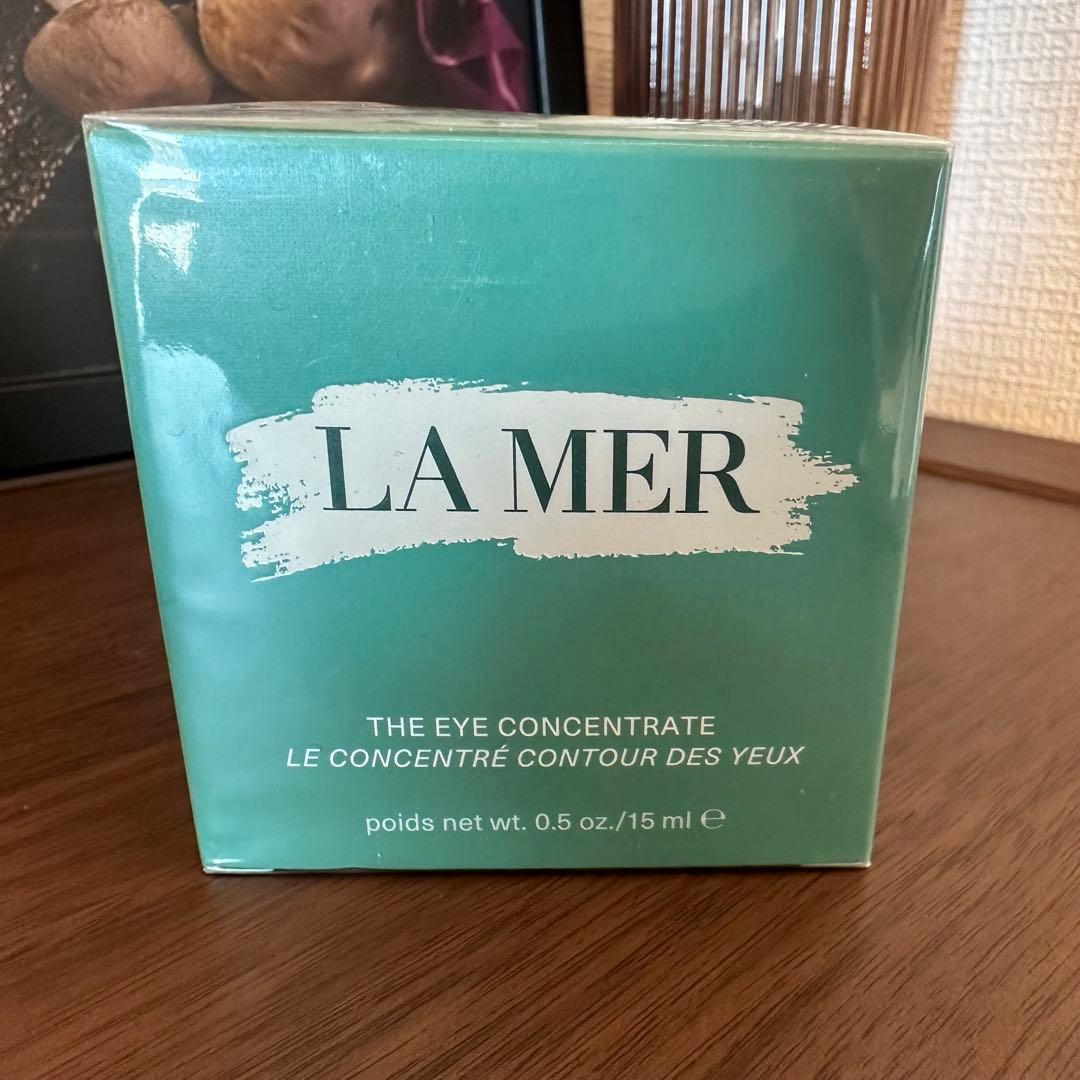 LA MER
THE EYE CONCENTRATE
LE CONCENTRÉ CONTOUR DES YEUX
poids net wt. 0.5 oz./15 ml ℮